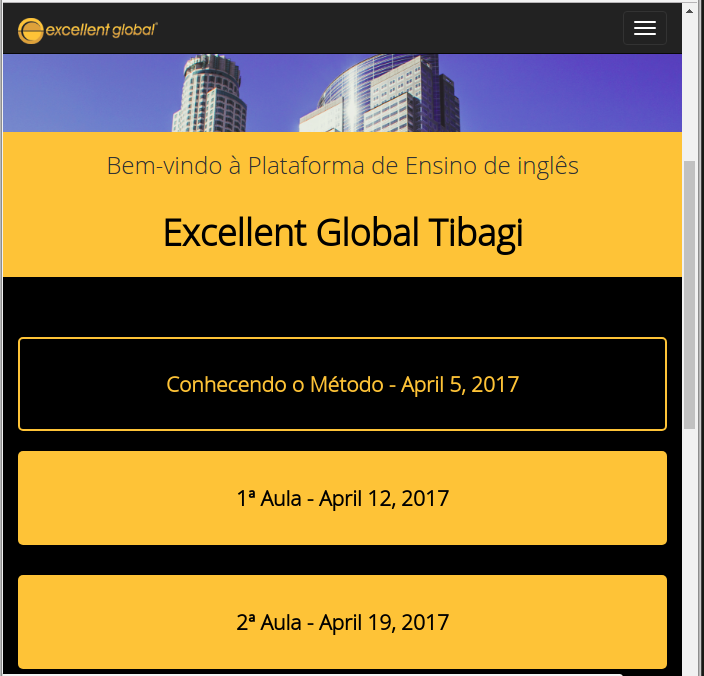 excellent global
Bem-vindo à Plataforma de Ensino de inglês
Excellent Global Tibagi
Conhecendo o Método - April 5, 2017
1ª Aula - April 12, 2017
2ª Aula - April 19, 2017